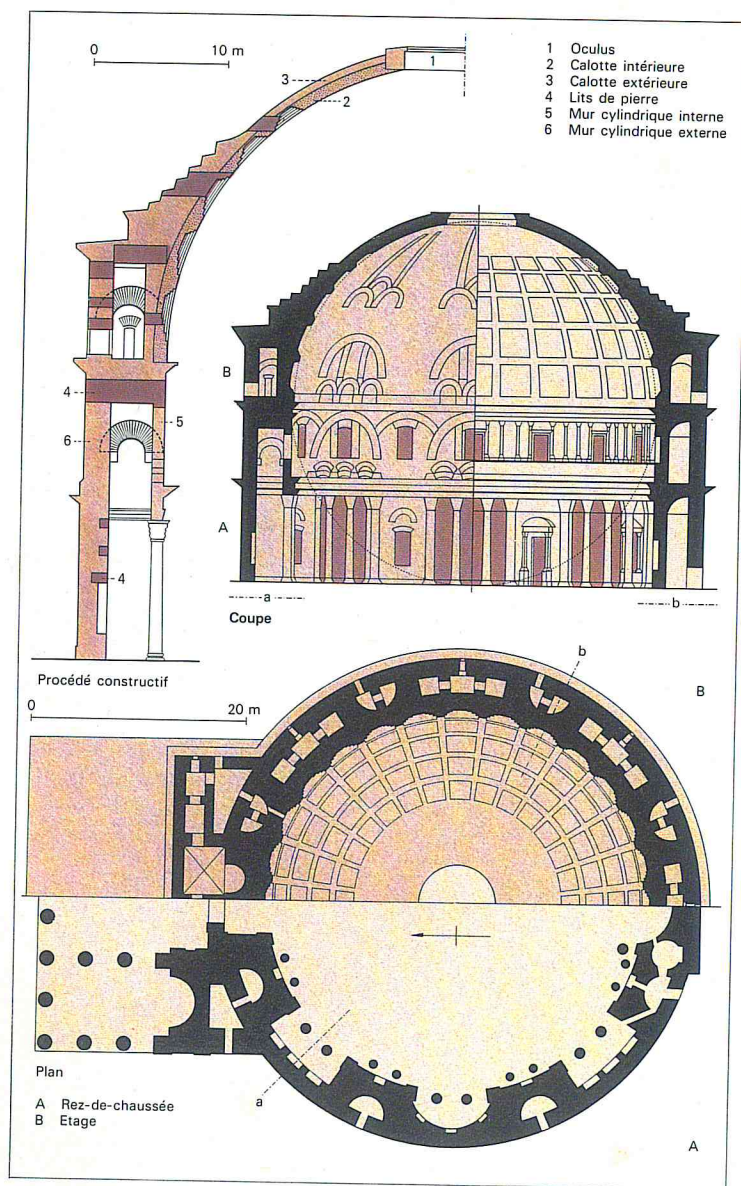 0 10 m
1 Oculus
2 Calotte intérieure
3 Calotte extérieure
4 Lits de pierre
5 Mur cylindrique interne
6 Mur cylindrique externe
1
3
2
4
5
6
4
B
A
a
b
Coupe
Procédé constructif
0 20 m
b
B
Plan
a
A Rez-de-chaussée
B Etage
A